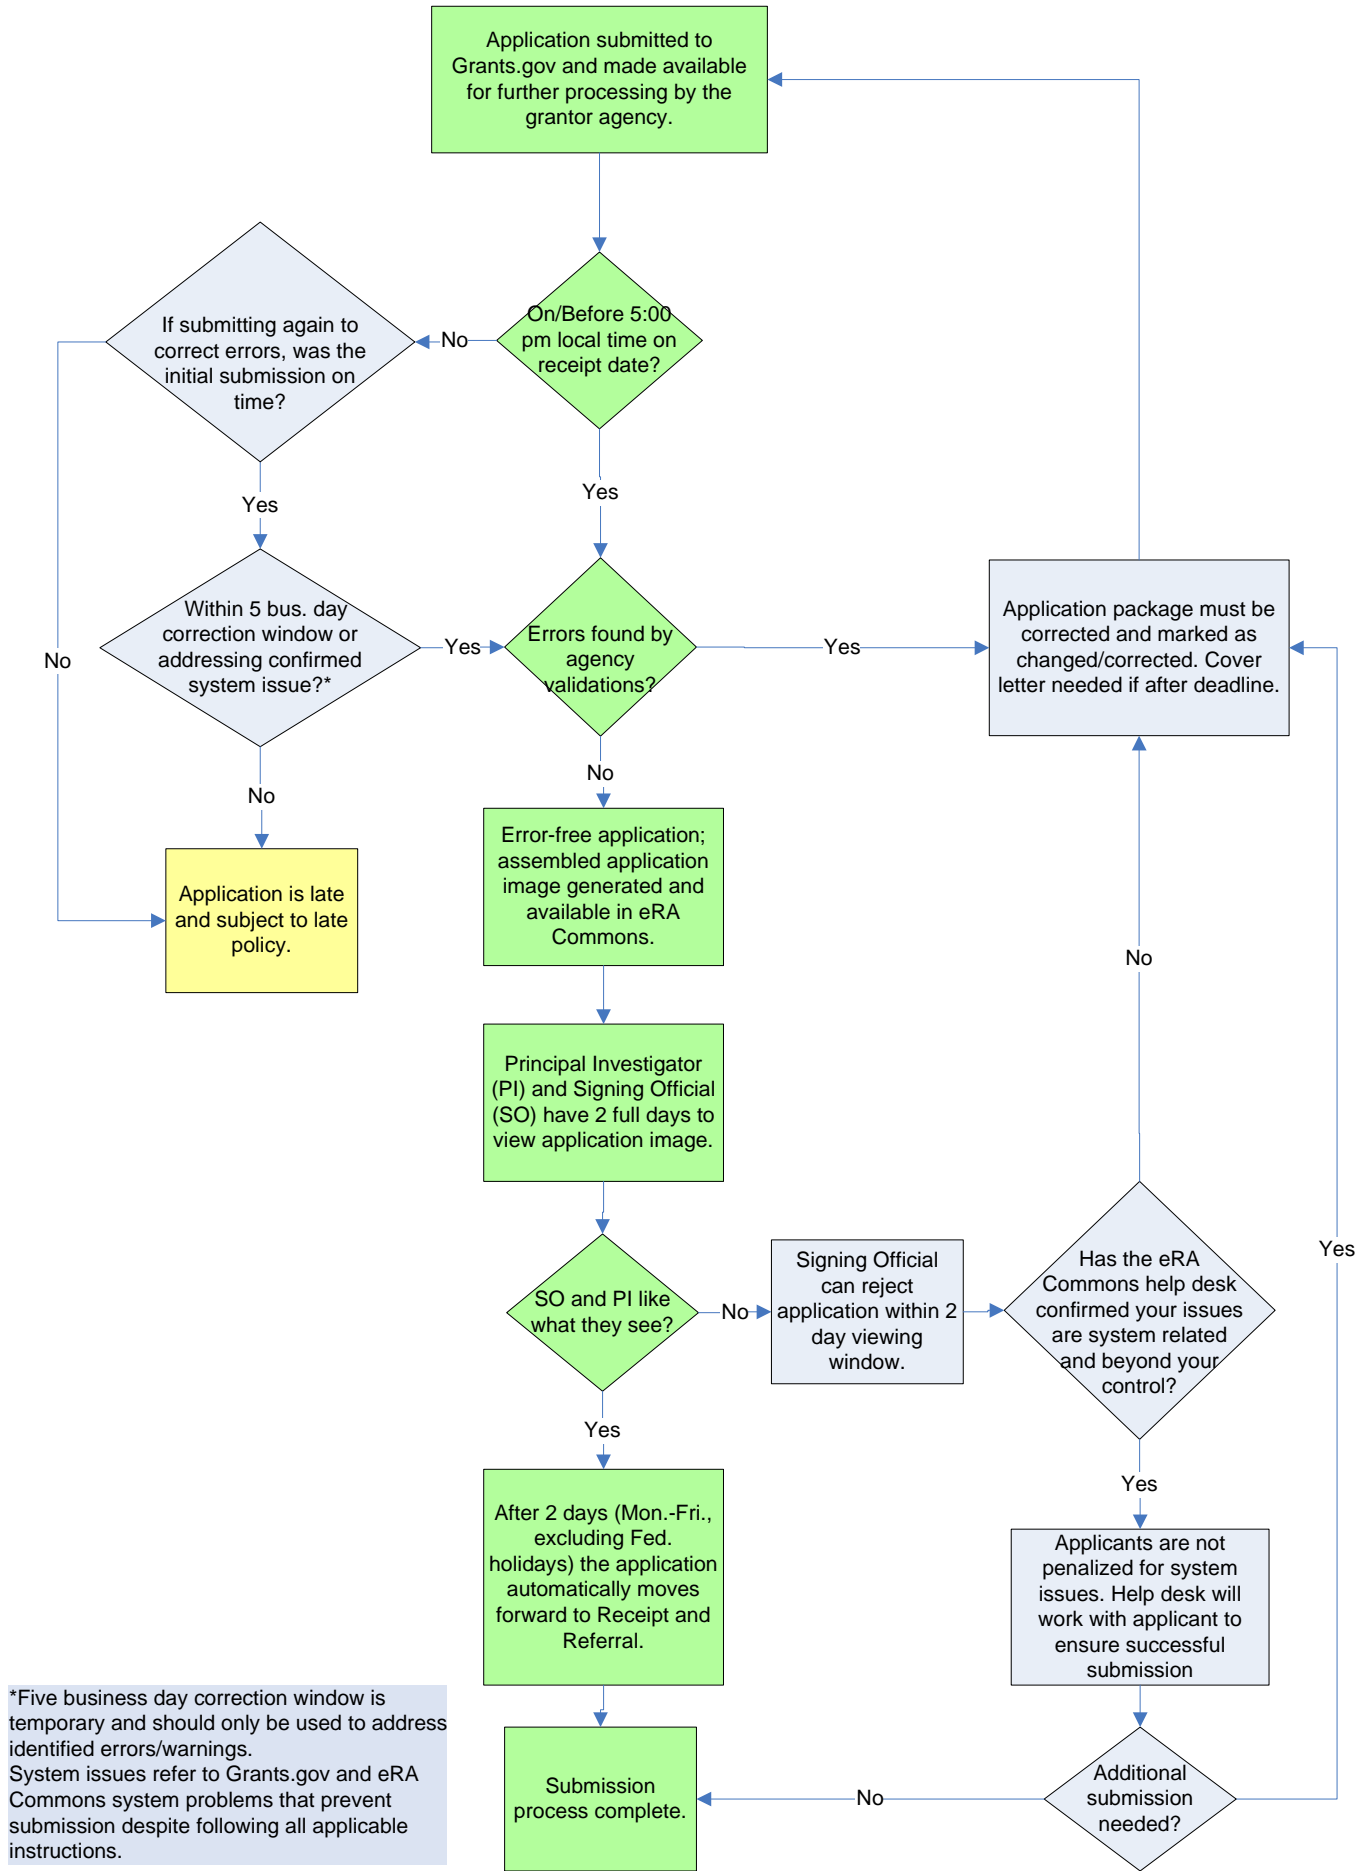 Application submitted to
Grants.gov and made available
for further processing by the
grantor agency.
On/Before 5:00
pm local time on
receipt date?
No
If submitting again to
correct errors, was the
initial submission on
time?
Yes
Yes
Within 5 bus. day
correction window or
addressing confirmed
system issue?*
Yes
Errors found by
agency
validations?
Yes
Application package must be
corrected and marked as
changed/corrected. Cover
letter needed if after deadline.
No
No
No
Application is late
and subject to late
policy.
Error-free application;
assembled application
image generated and
available in eRA
Commons.
No
Principal Investigator
(PI) and Signing Official
(SO) have 2 full days to
view application image.
Yes
SO and PI like
what they see?
No
Signing Official
can reject
application within 2
day viewing
window.
Has the eRA
Commons help desk
confirmed your issues
are system related
and beyond your
control?
Yes
Yes
After 2 days (Mon.-Fri.,
excluding Fed.
holidays) the application
automatically moves
forward to Receipt and
Referral.
Applicants are not
penalized for system
issues. Help desk will
work with applicant to
ensure successful
submission
*Five business day correction window is
temporary and should only be used to address
identified errors/warnings.
System issues refer to Grants.gov and eRA
Commons system problems that prevent
submission despite following all applicable
instructions.
Submission
process complete.
No
Additional
submission
needed?